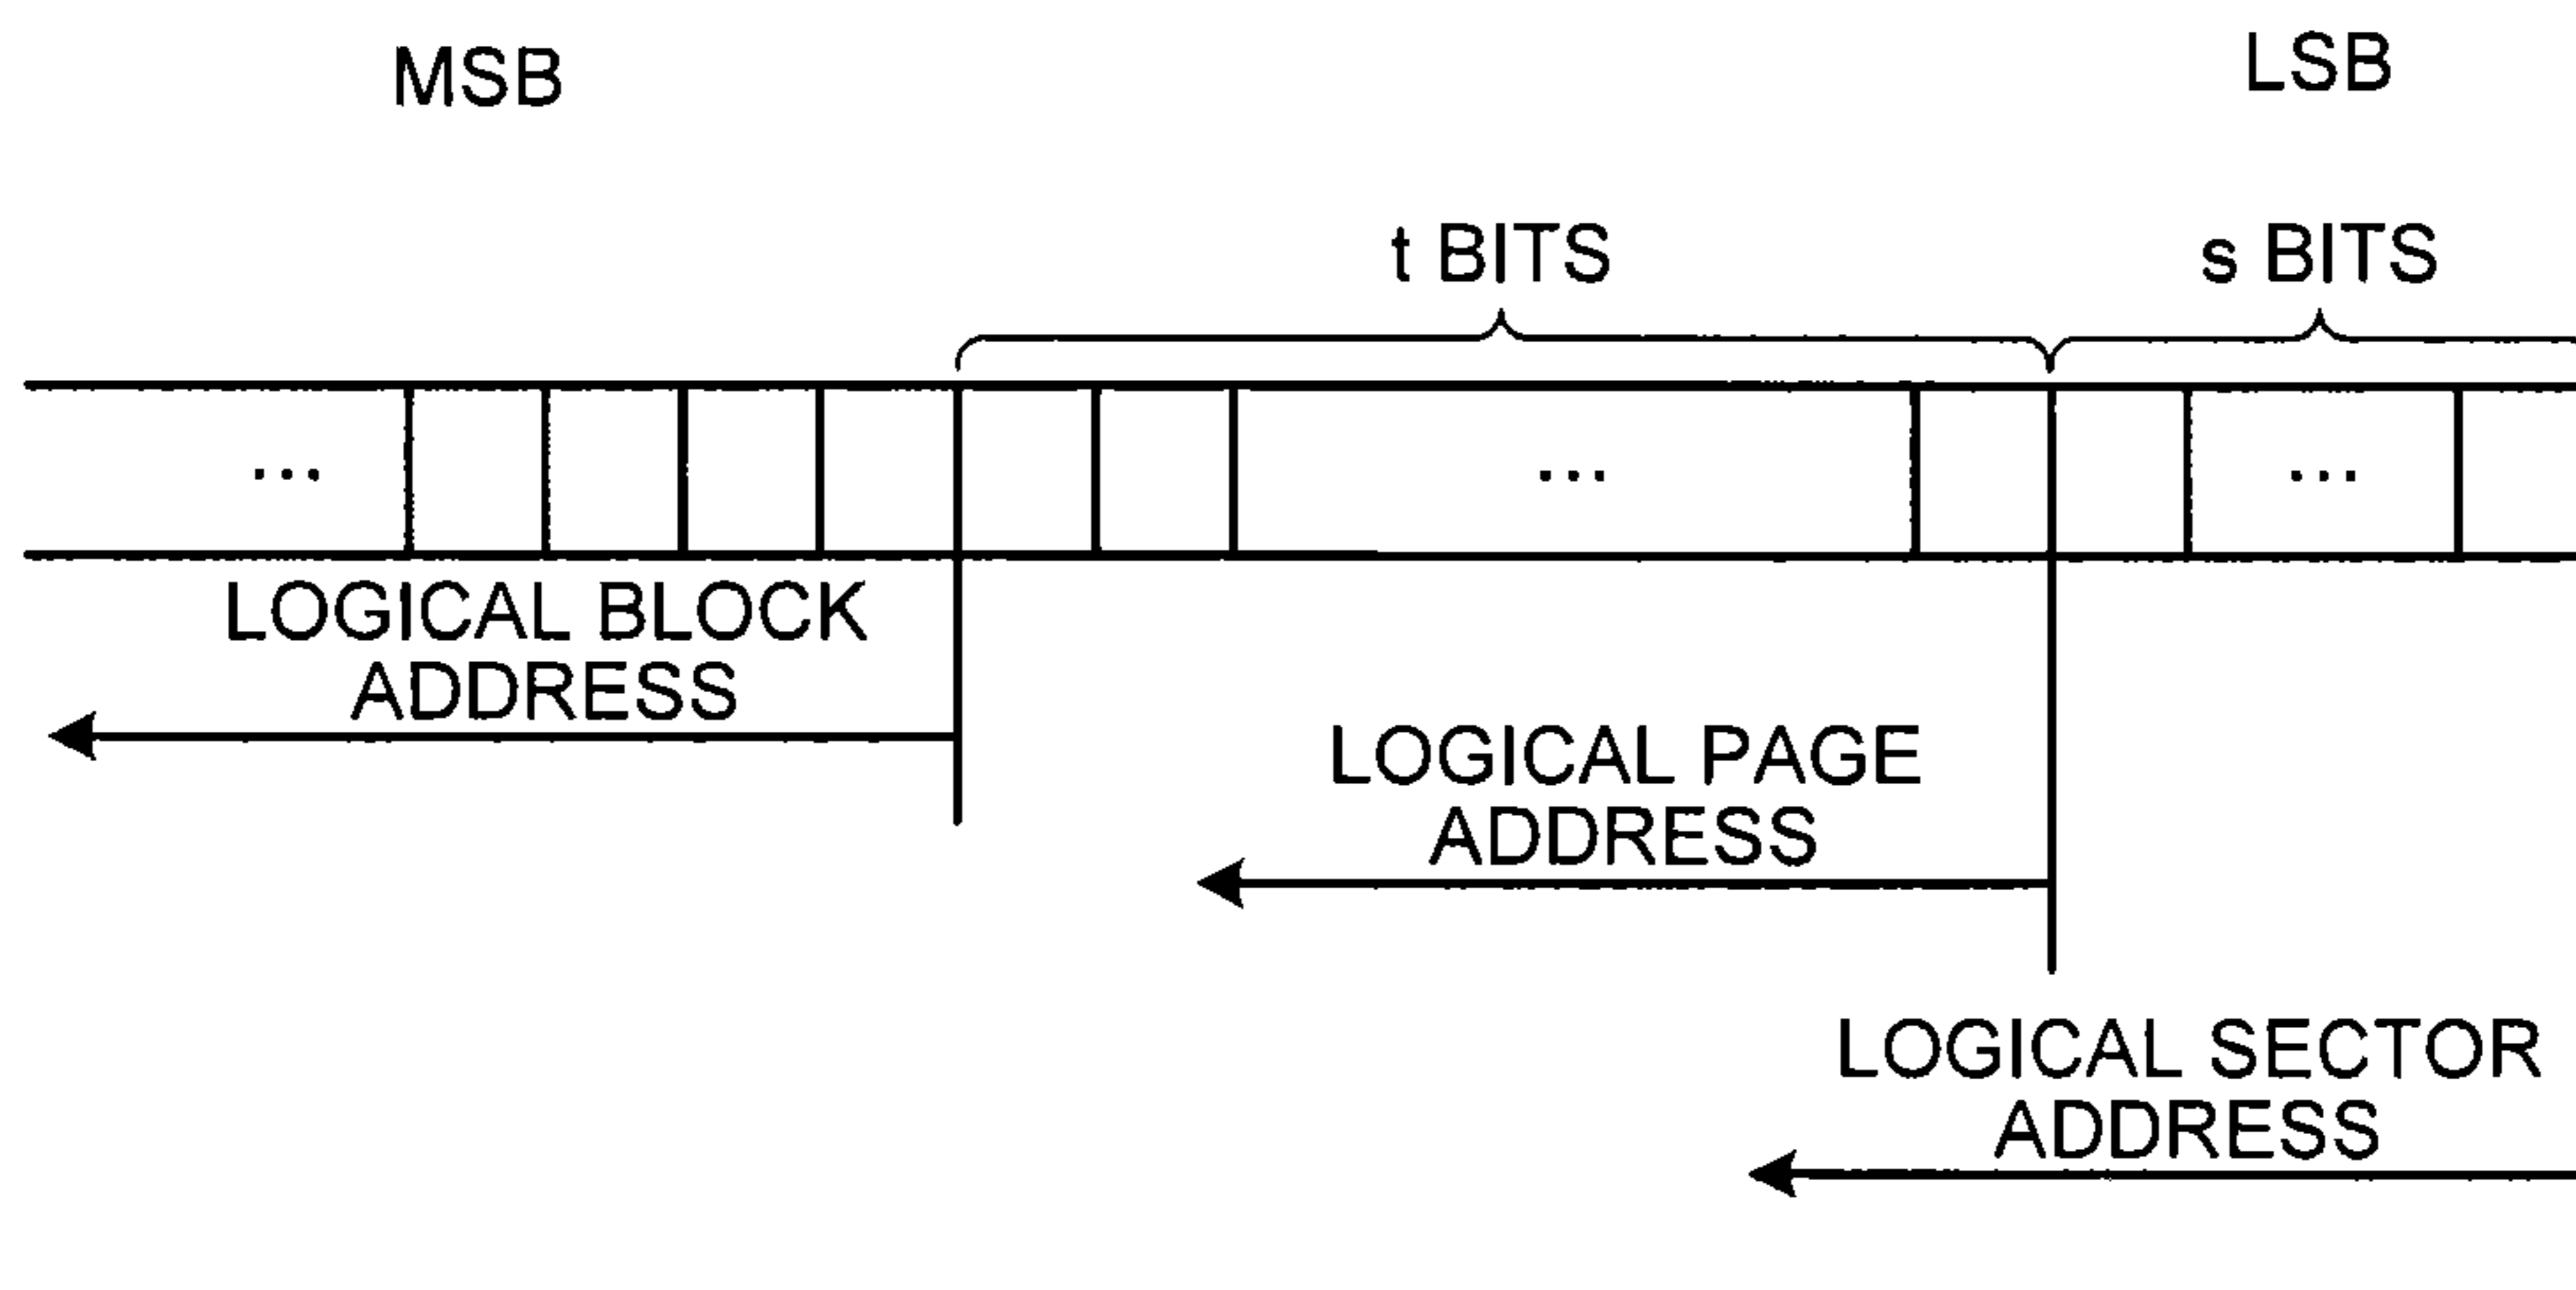 MSB
LSB
t BITS
s BITS
...
...
...
LOGICAL BLOCK
ADDRESS
LOGICAL PAGE
ADDRESS
LOGICAL SECTOR
ADDRESS